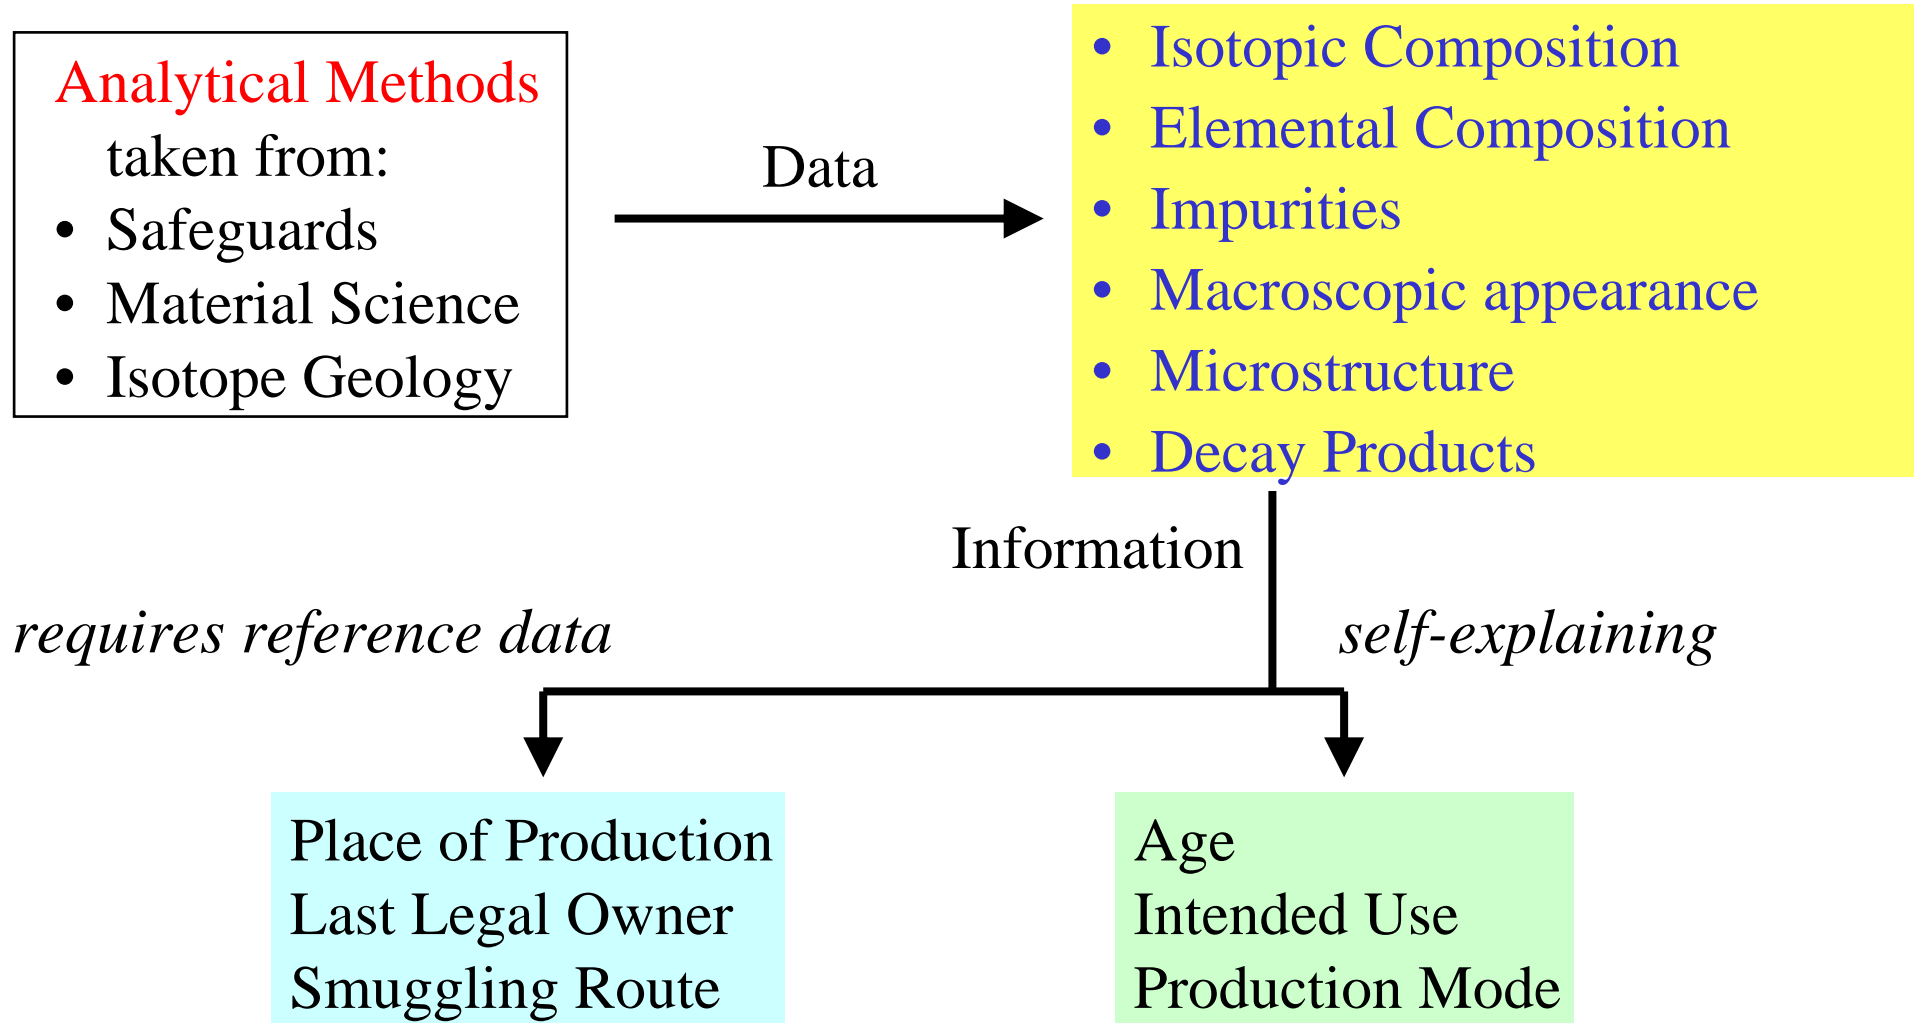 Analytical Methods
taken from:
• Safeguards
• Material Science
• Isotope Geology
Data
• Isotopic Composition
• Elemental Composition
• Impurities
• Macroscopic appearance
• Microstructure
• Decay Products
Information
requires reference data
self-explaining
Place of Production
Last Legal Owner
Smuggling Route
Age
Intended Use
Production Mode